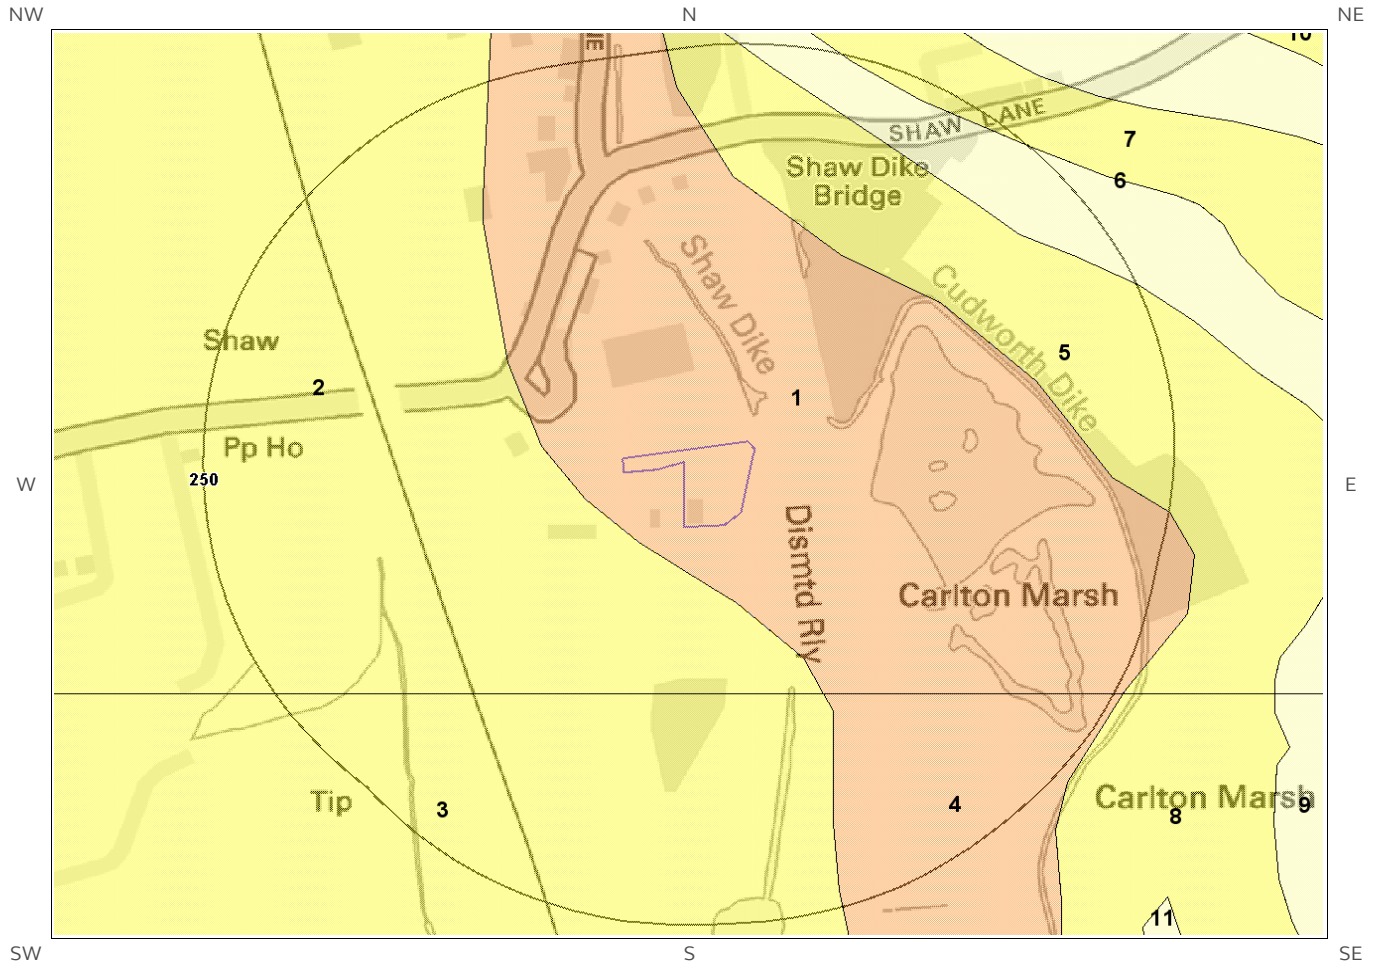 NW N NE
10
SHAW LANE
7
Shaw Dike
Bridge
6
Shaw Dike
Cudworth Dike
Shaw
5
2
1
Pp Ho
250
W E
Dismtd Rly
Carlton Marsh
Tip
3
4
Carlton Marsh
9
8
11
SW S SE